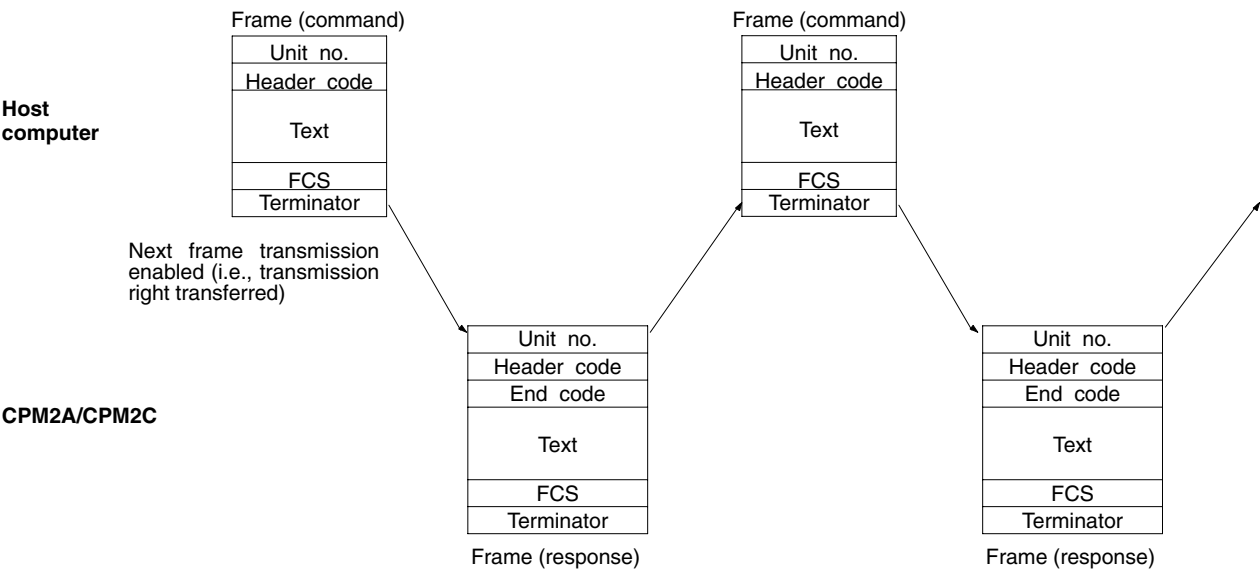 Frame (command)
Unit no.
Header code
Text
FCS
Terminator
Frame (command)
Unit no.
Header code
Text
FCS
Terminator
Host
computer
Next frame transmission
enabled (i.e., transmission
right transferred)
Unit no.
Header code
End code
Text
FCS
Terminator
Frame (response)
Unit no.
Header code
End code
Text
FCS
Terminator
Frame (response)
CPM2A/CPM2C